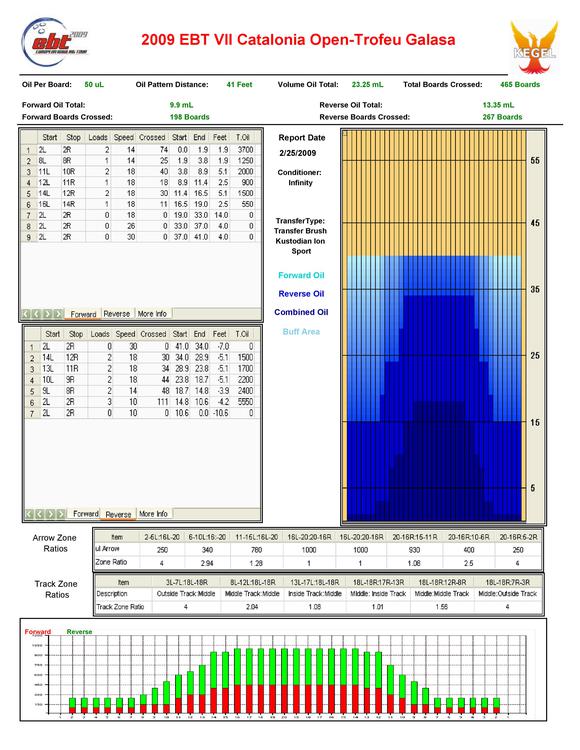 ebt 2009
2009 EBT VII Catalonia Open-Trofeu Galasa
KEGEL
Oil Per Board: 50 uL Oil Pattern Distance: 41 Feet Volume Oil Total: 23.25 mL Total Boards Crossed: 465 Boards
Forward Oil Total: 9.9 mL Reverse Oil Total: 13.35 mL
Forward Boards Crossed: 198 Boards Reverse Boards Crossed: 267 Boards
Start Stop Loads Speed Crossed Start End Feet T.Oil
1 2L 2R 2 14 74 0.0 1.9 1.9 3700
2 8L 8R 1 14 25 1.9 3.8 1.9 1250
3 11L 10R 2 18 40 3.8 8.9 5.1 2000
4 12L 11R 1 18 18 8.9 11.4 2.5 900
5 14L 12R 2 18 30 11.4 16.5 5.1 1500
6 16L 14R 1 18 11 16.5 19.0 2.5 550
7 2L 2R 0 18 0 19.0 33.0 14.0 0
8 2L 2R 0 26 0 33.0 37.0 4.0 0
9 2L 2R 0 30 0 37.0 41.0 4.0 0
Forward Reverse More Info
Start Stop Loads Speed Crossed Start End Feet T.Oil
1 2L 2R 0 30 0 41.0 34.0 -7.0 0
2 14L 12R 2 18 30 34.0 28.9 -5.1 1500
3 13L 11R 2 18 34 28.9 23.8 -5.1 1700
4 10L 9R 2 18 44 23.8 18.7 -5.1 2200
5 9L 8R 2 14 48 18.7 14.8 -3.9 2400
6 2L 2R 3 10 111 14.8 10.6 -4.2 5550
7 2L 2R 0 10 0 10.6 0.0 -10.6 0
Forward Reverse More Info
Report Date
2/25/2009
Conditioner:
Infinity
TransferType:
Transfer Brush
Kustodian Ion
Sport
Forward Oil
Reverse Oil
Combined Oil
Buff Area
55
45
35
25
15
5
Arrow Zone Ratios
Item 2-5L:16L-20 6-10L:16:-20 11-15L:16L-20 16L-20:20-16R 16L-20:20-16R 20-16R:15-11R 20-16R:10-6R 20-16R:5-2R
ul Arrow 250 340 780 1000 1000 930 400 250
Zone Ratio 4 2.94 1.28 1 1 1.08 2.5 4
Track Zone Ratios
Item 3L-7L:18L-18R 8L-12L:18L-18R 13L-17L:18L-18R 18L-18R:17R-13R 18L-18R:12R-8R 18L-18R:7R-3R
Description Outside Track:Middle Middle Track:Middle Inside Track:Middle Middle: Inside Track Middle:Middle Track Middle:Outside Track
Track Zone Ratio 4 2.04 1.08 1.01 1.56 4
Forward Reverse